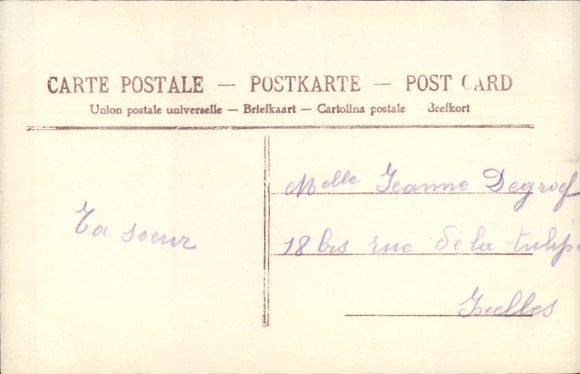 CARTE POSTALE — POSTKARTE — POST CARD
Union postale universelle — Briefkaart — Cartolina postale Brefkort
Ta soeur
Melle Jeanne Degroef
18 bis rue de la tulipe
Ixelles